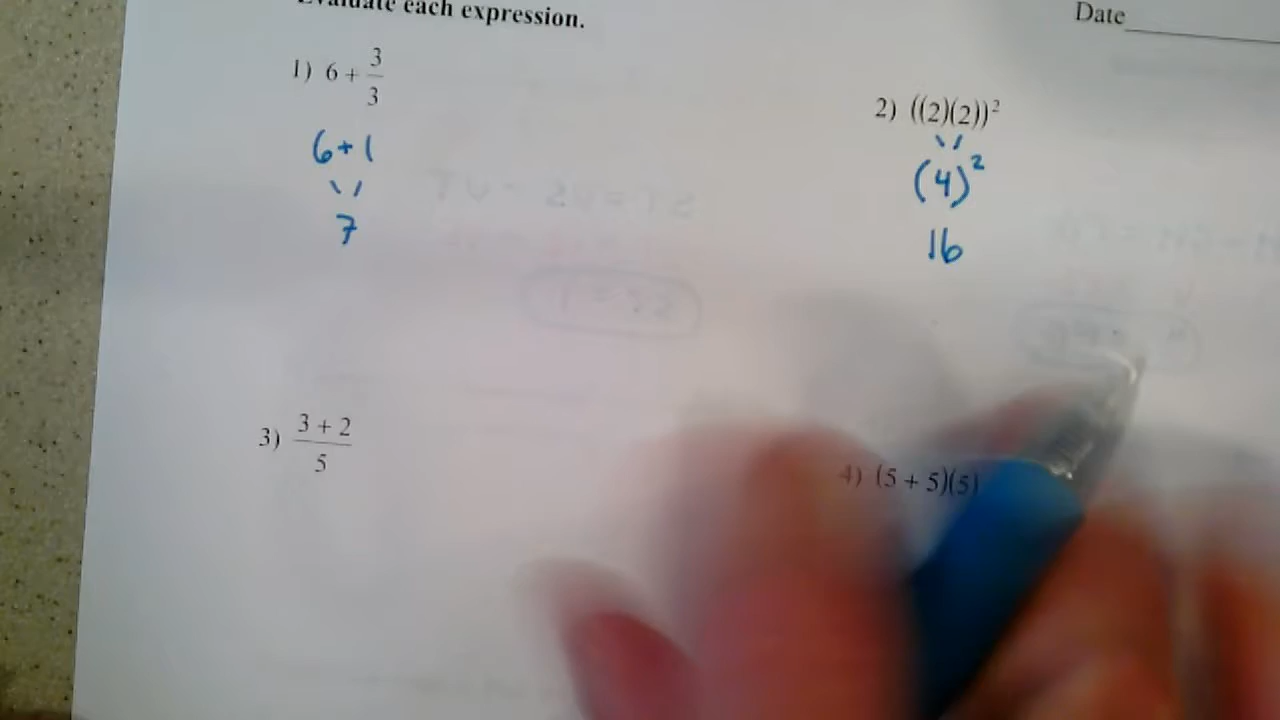 Evaluate each expression.
Date
1) 6 + 3/3
6+1
7
2) ((2)(2))²
(4)²
16
3) (3 + 2)/5
4) (5 + 5)(5)